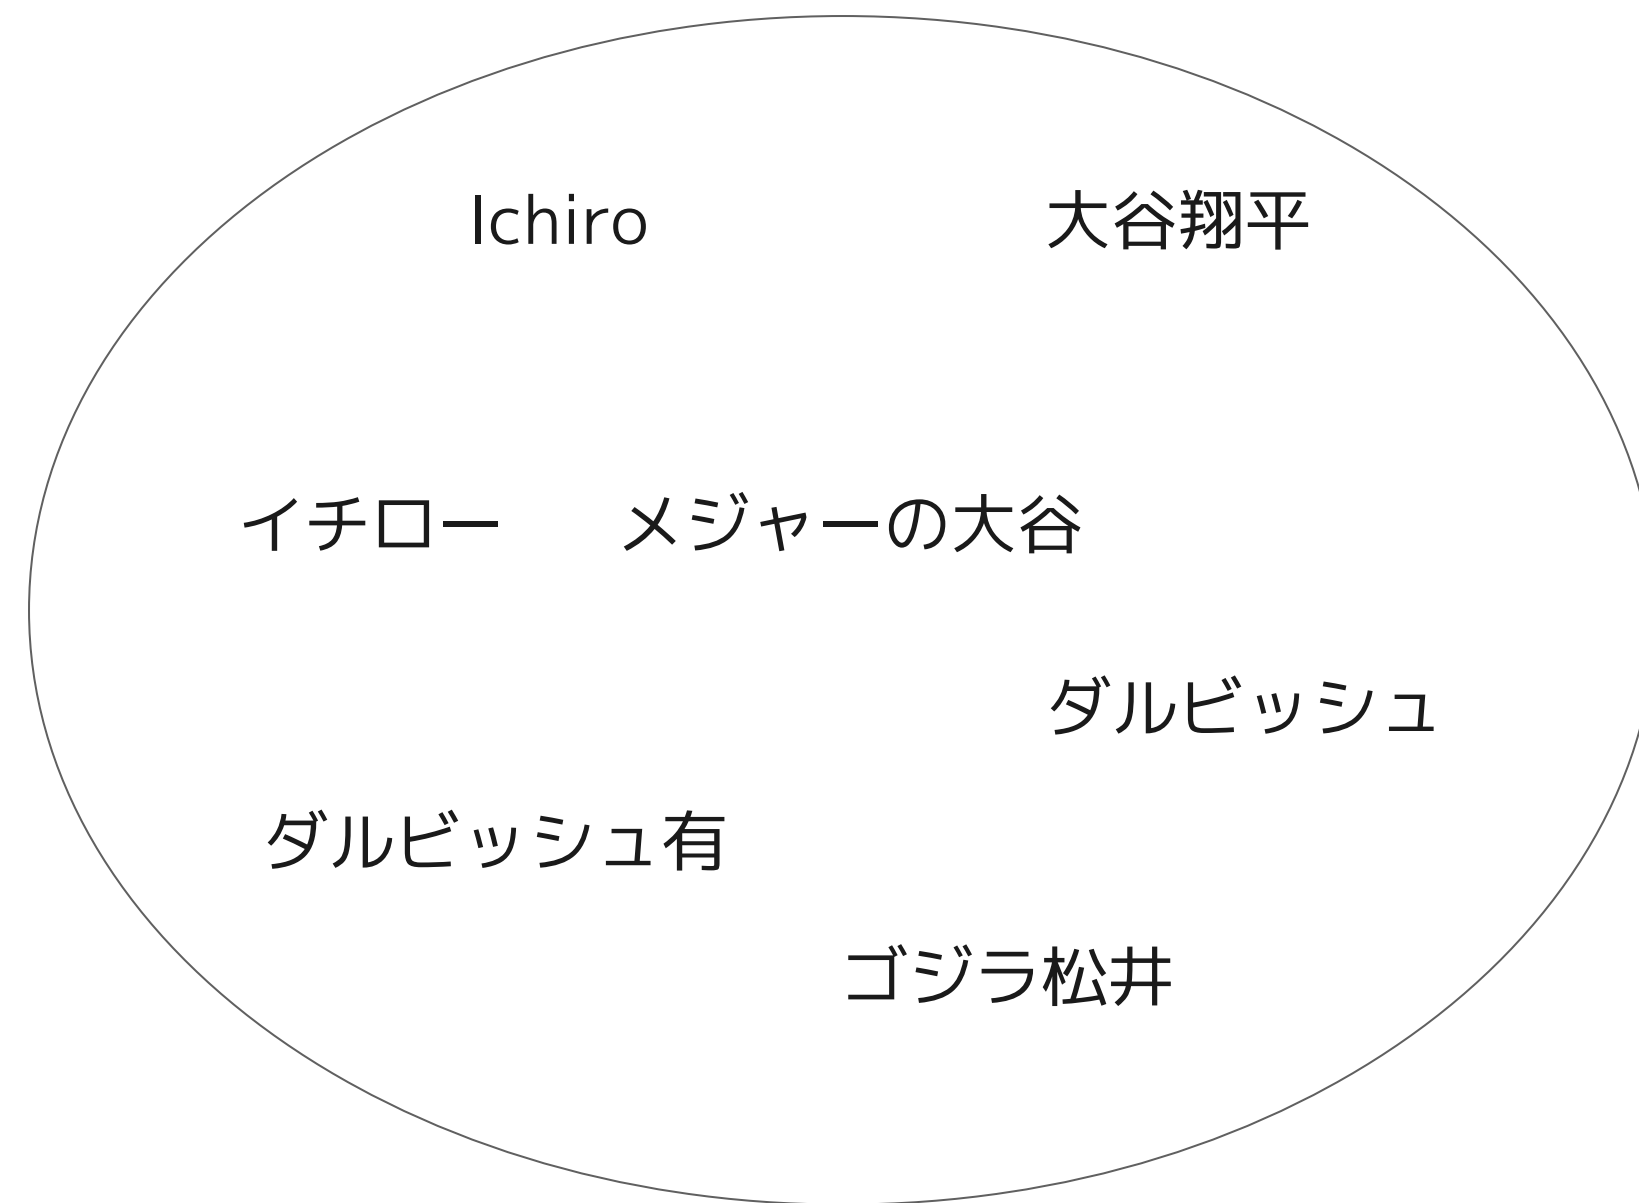 Ichiro
大谷翔平
イチロー
メジャーの大谷
ダルビッシュ
ダルビッシュ有
ゴジラ松井